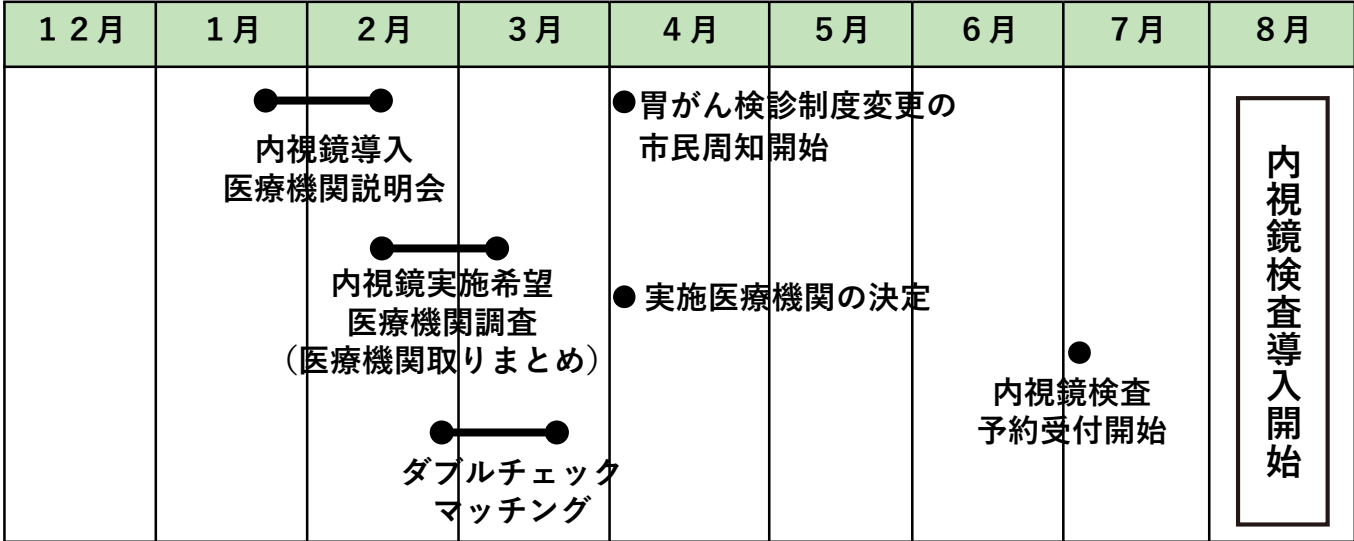 １２月
１月
２月
３月
４月
５月
６月
７月
８月
内視鏡導入
医療機関説明会
●胃がん検診制度変更の
市民周知開始
内視鏡実施希望
医療機関調査
（医療機関取りまとめ）
● 実施医療機関の決定
内視鏡検査
予約受付開始
ダブルチェック
マッチング
内視鏡検査導入開始